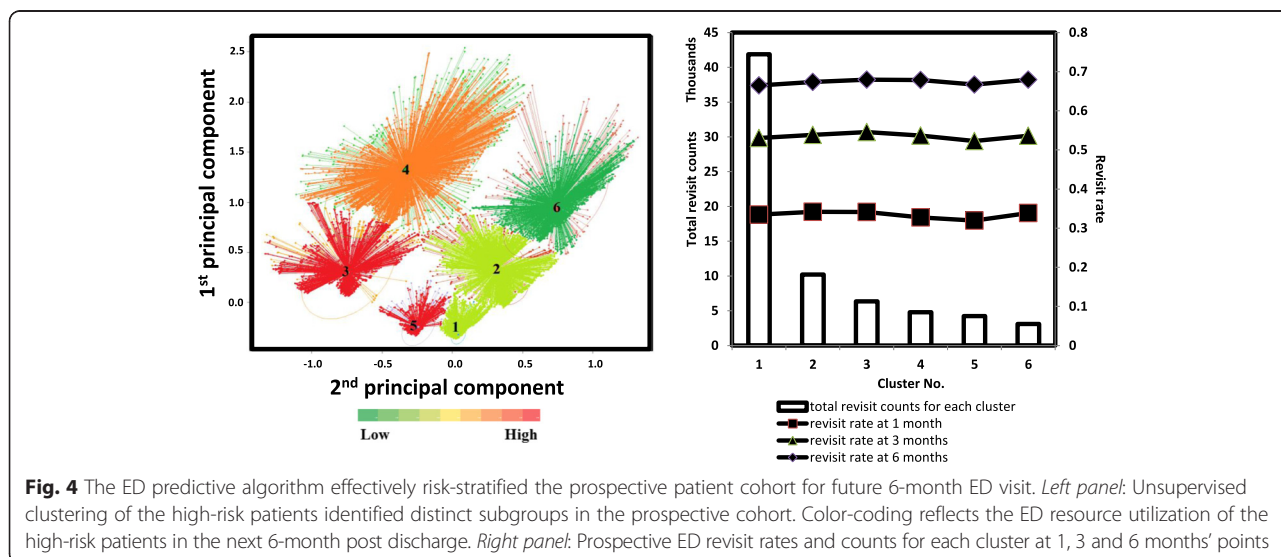 2.5
2.0
1.5
1.0
0.5
0.0
1st principal component
4
6
3
2
5
1
-1.0 -0.5 0.0 0.5 1.0
2nd principal component
Low High
45
40
35
30
25
20
15
10
5
0
Thousands
Total revisit counts
0.8
0.7
0.6
0.5
0.4
0.3
0.2
0.1
0
Revisit rate
1 2 3 4 5 6
Cluster No.
total revisit counts for each cluster
revisit rate at 1 month
revisit rate at 3 months
revisit rate at 6 months
Fig. 4 The ED predictive algorithm effectively risk-stratified the prospective patient cohort for future 6-month ED visit. Left panel: Unsupervised
clustering of the high-risk patients identified distinct subgroups in the prospective cohort. Color-coding reflects the ED resource utilization of the
high-risk patients in the next 6-month post discharge. Right panel: Prospective ED revisit rates and counts for each cluster at 1, 3 and 6 months' points